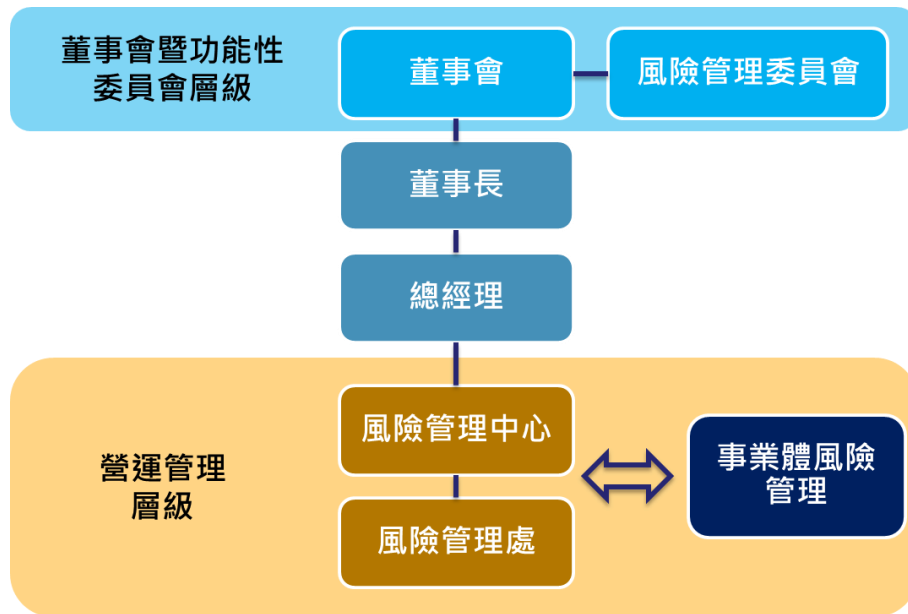 董事會暨功能性
委員會層級
董事會
風險管理委員會
董事長
總經理
營運管理
層級
風險管理中心
風險管理處
事業體風險
管理